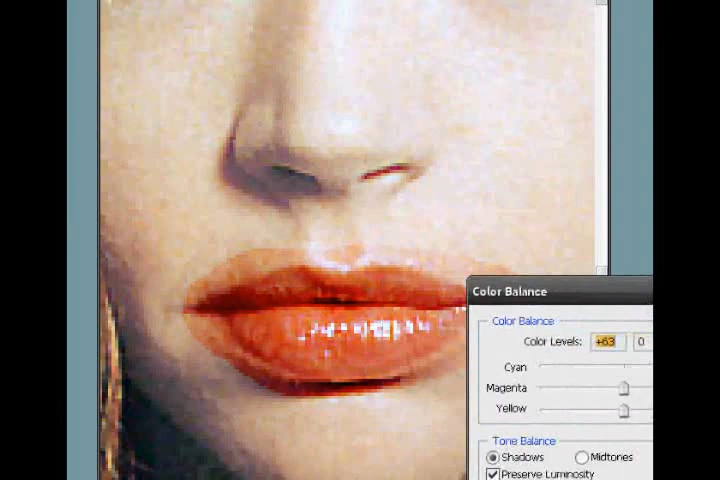 Color Balance
Color Balance
Color Levels: +63 0
Cyan
Magenta
Yellow
Tone Balance
Shadows Midtones
Preserve Luminosity